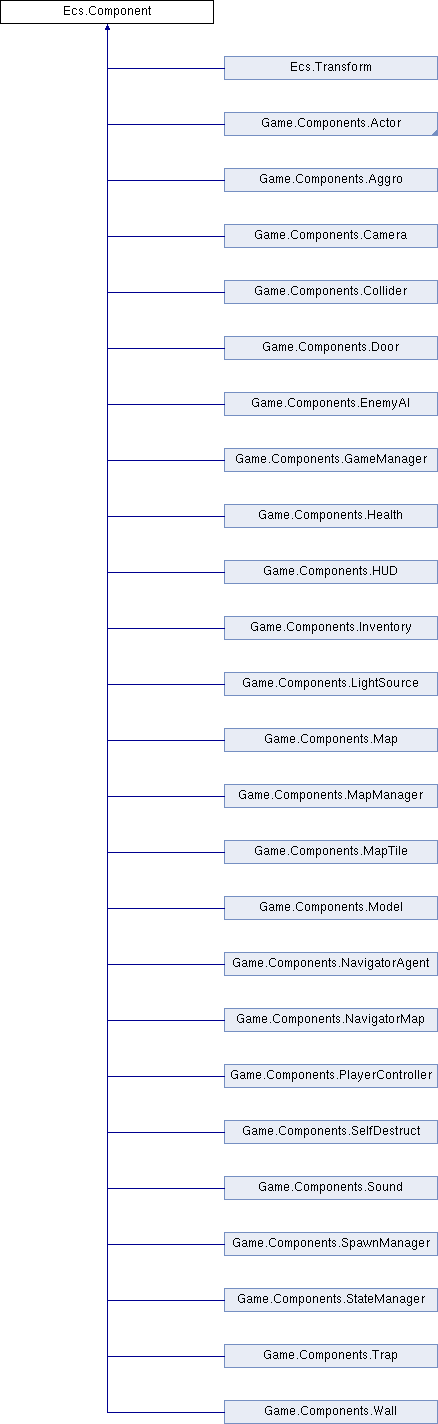 Ecs.Component
Ecs.Transform
Game.Components.Actor
Game.Components.Aggro
Game.Components.Camera
Game.Components.Collider
Game.Components.Door
Game.Components.EnemyAI
Game.Components.GameManager
Game.Components.Health
Game.Components.HUD
Game.Components.Inventory
Game.Components.LightSource
Game.Components.Map
Game.Components.MapManager
Game.Components.MapTile
Game.Components.Model
Game.Components.NavigatorAgent
Game.Components.NavigatorMap
Game.Components.PlayerController
Game.Components.SelfDestruct
Game.Components.Sound
Game.Components.SpawnManager
Game.Components.StateManager
Game.Components.Trap
Game.Components.Wall